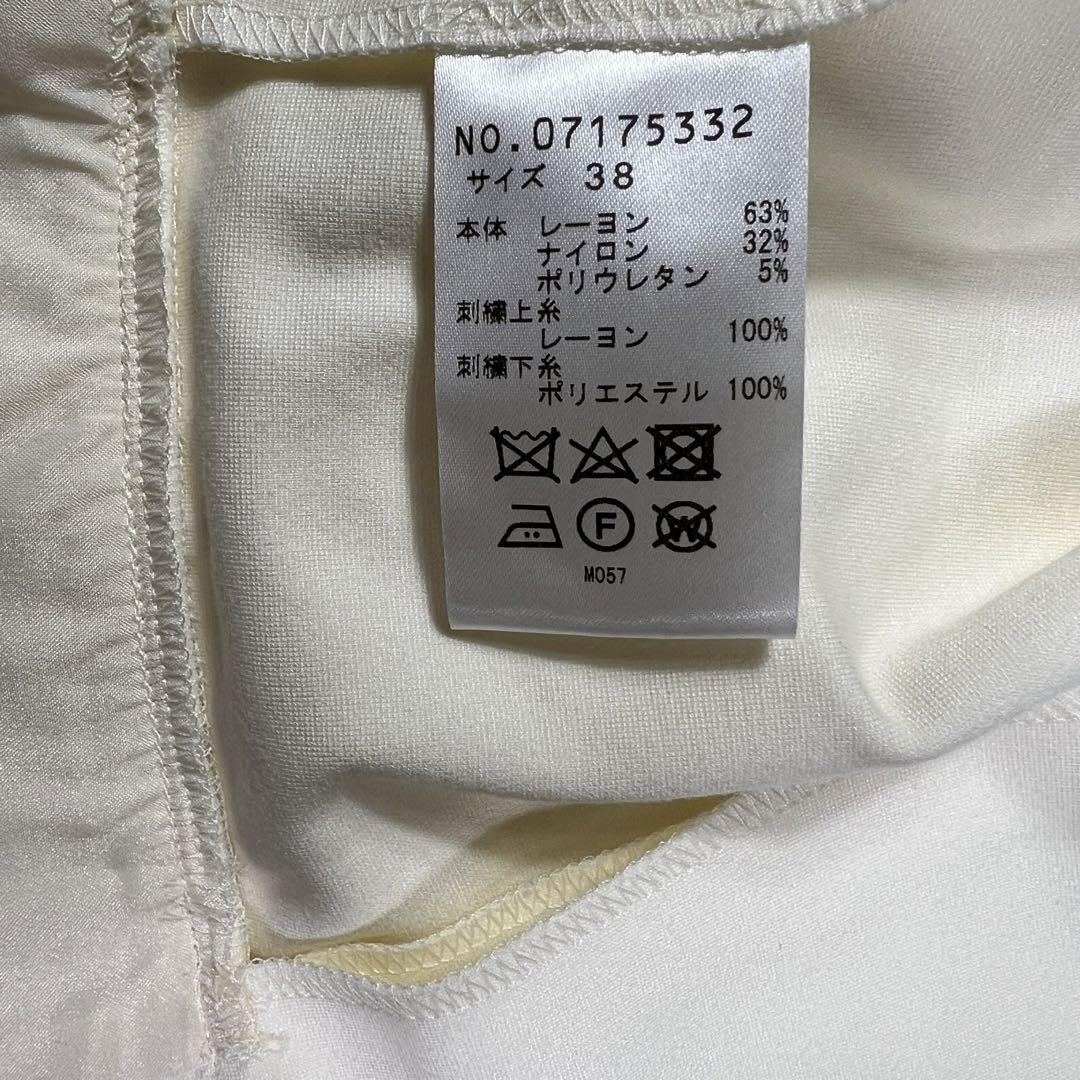 NO.07175332
サイズ 38
本体 レーヨン 63%
ナイロン 32%
ポリウレタン 5%
刺繍上糸
レーヨン 100%
刺繍下糸
ポリエステル 100%
F W
M057